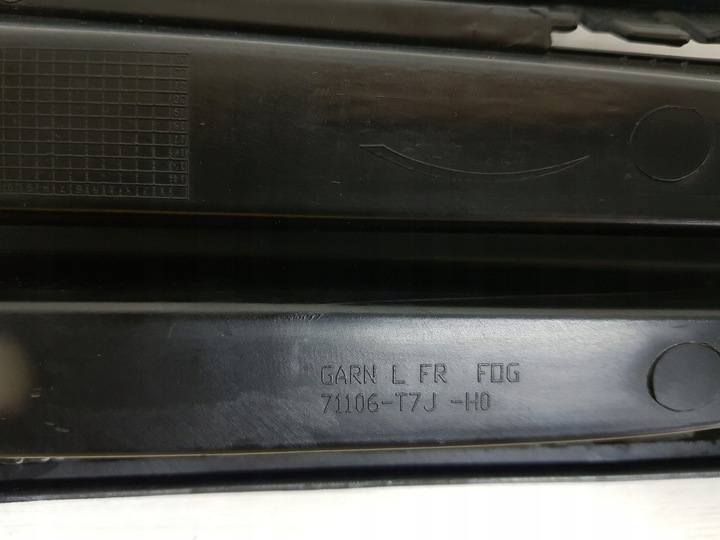 GARN L FR FOG
71106-T7J -H0